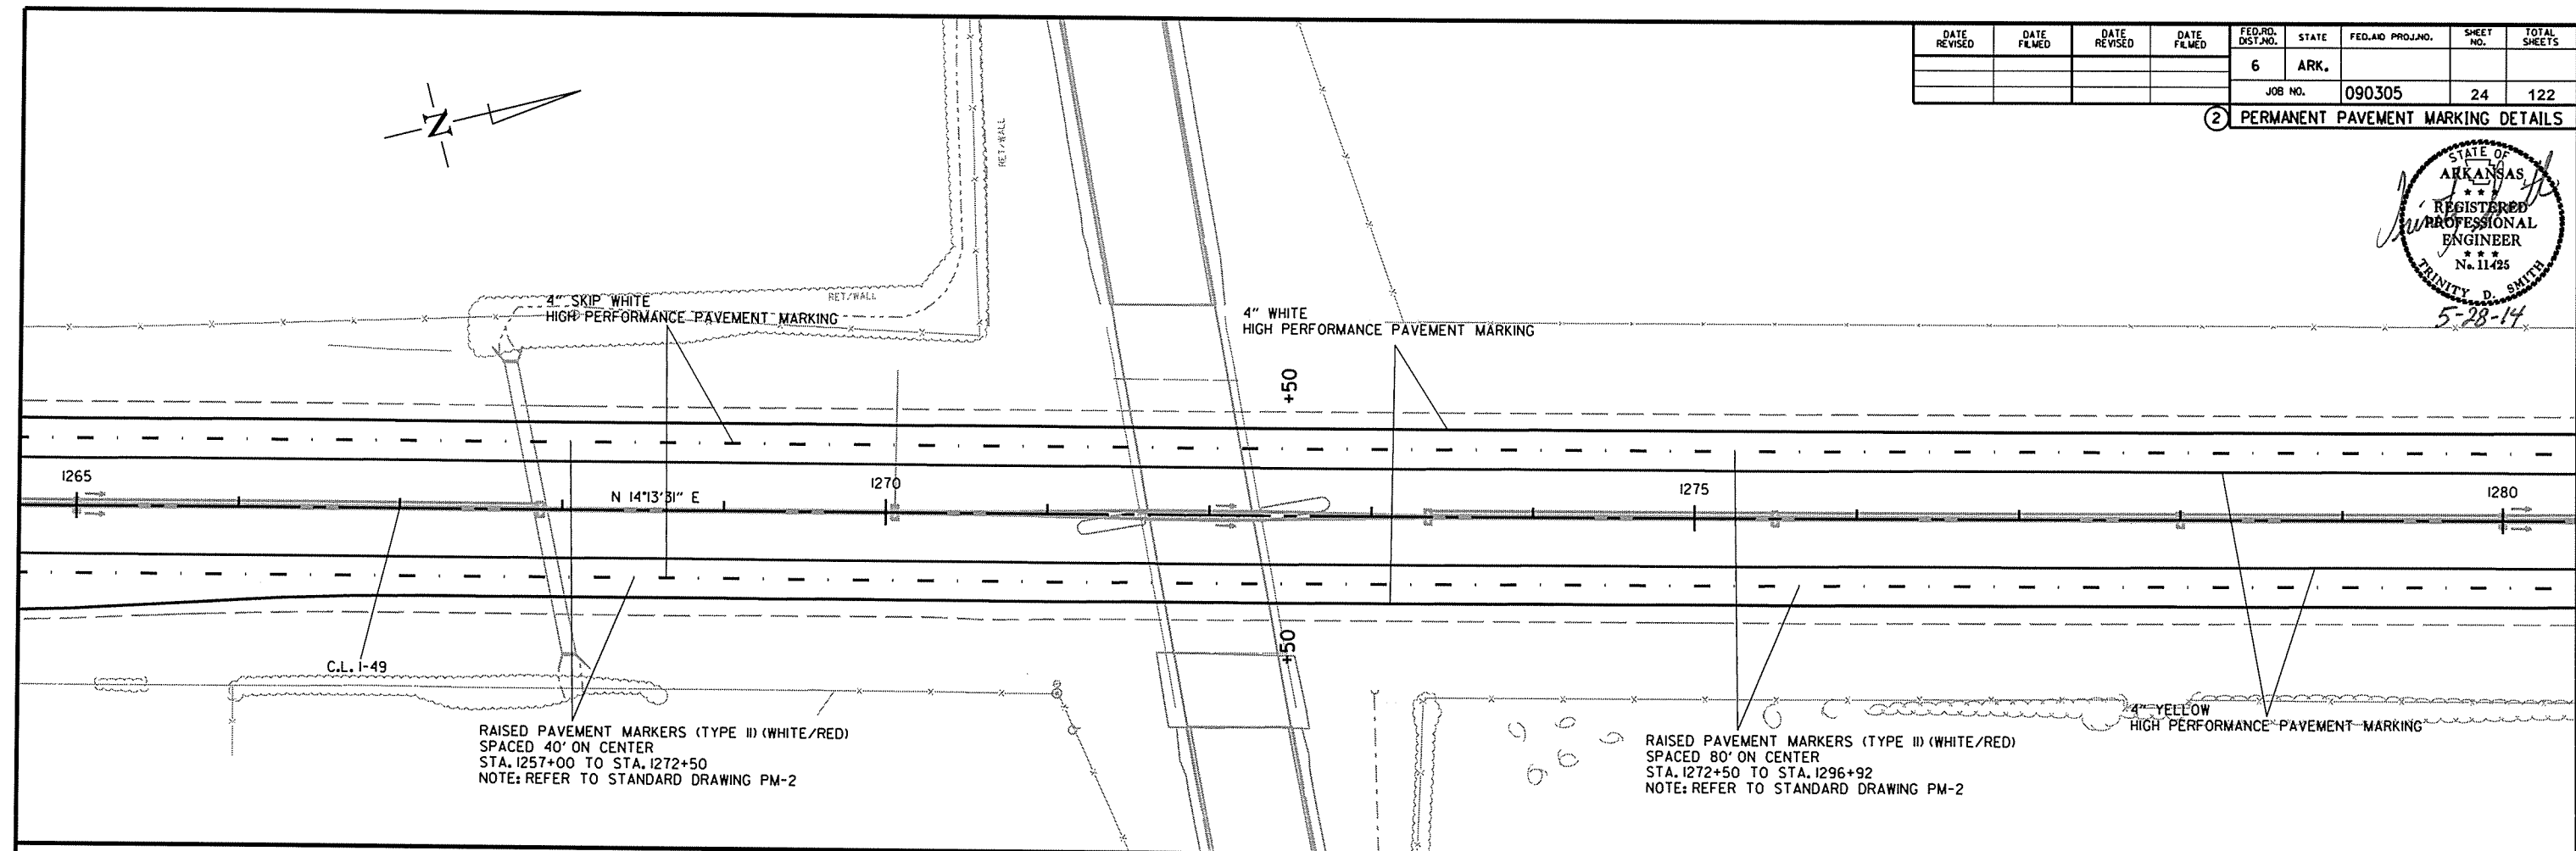 DATE REVISED
DATE FILMED
DATE REVISED
DATE FILMED
FED.RD. DIST.NO.
STATE
FED.AID PROJ.NO.
SHEET NO.
TOTAL SHEETS
6
ARK.
JOB NO.
090305
24
122
2 PERMANENT PAVEMENT MARKING DETAILS
STATE OF
ARKANSAS
★ ★ ★
REGISTERED
PROFESSIONAL
ENGINEER
★ ★ ★
No. 11425
TRINITY D. SMITH
5-28-14
N
RET/WALL
RET/WALL
4" SKIP WHITE
HIGH PERFORMANCE PAVEMENT MARKING
4" WHITE
HIGH PERFORMANCE PAVEMENT MARKING
+50
1265
N 14°13'31" E
1270
1275
1280
C.L. I-49
+50
RAISED PAVEMENT MARKERS (TYPE II) (WHITE/RED)
SPACED 40' ON CENTER
STA. 1257+00 TO STA. 1272+50
NOTE: REFER TO STANDARD DRAWING PM-2
RAISED PAVEMENT MARKERS (TYPE II) (WHITE/RED)
SPACED 80' ON CENTER
STA. 1272+50 TO STA. 1296+92
NOTE: REFER TO STANDARD DRAWING PM-2
4" YELLOW
HIGH PERFORMANCE PAVEMENT MARKING